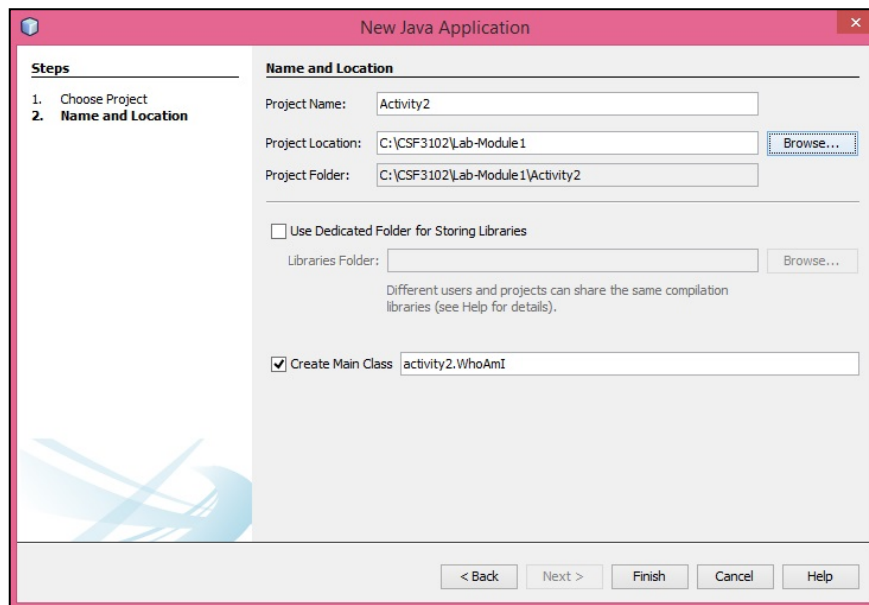 New Java Application
Steps
1. Choose Project
2. Name and Location
Name and Location
Project Name: Activity2
Project Location: C:\CSF3102\Lab-Module1 Browse...
Project Folder: C:\CSF3102\Lab-Module1\Activity2
Use Dedicated Folder for Storing Libraries
Libraries Folder: Browse...
Different users and projects can share the same compilation
libraries (see Help for details).
Create Main Class activity2.WhoAmI
< Back Next > Finish Cancel Help